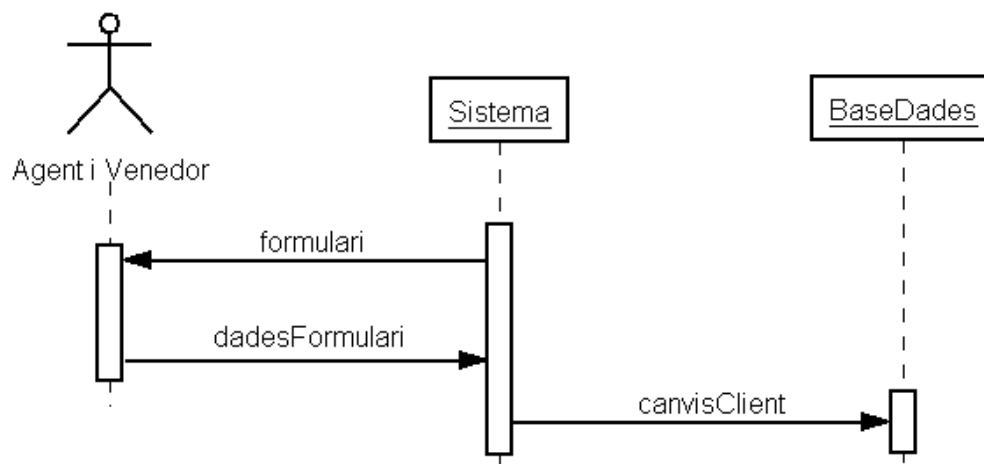 Sistema
BaseDades
Agent i Venedor
formulari
dadesFormulari
canvisClient